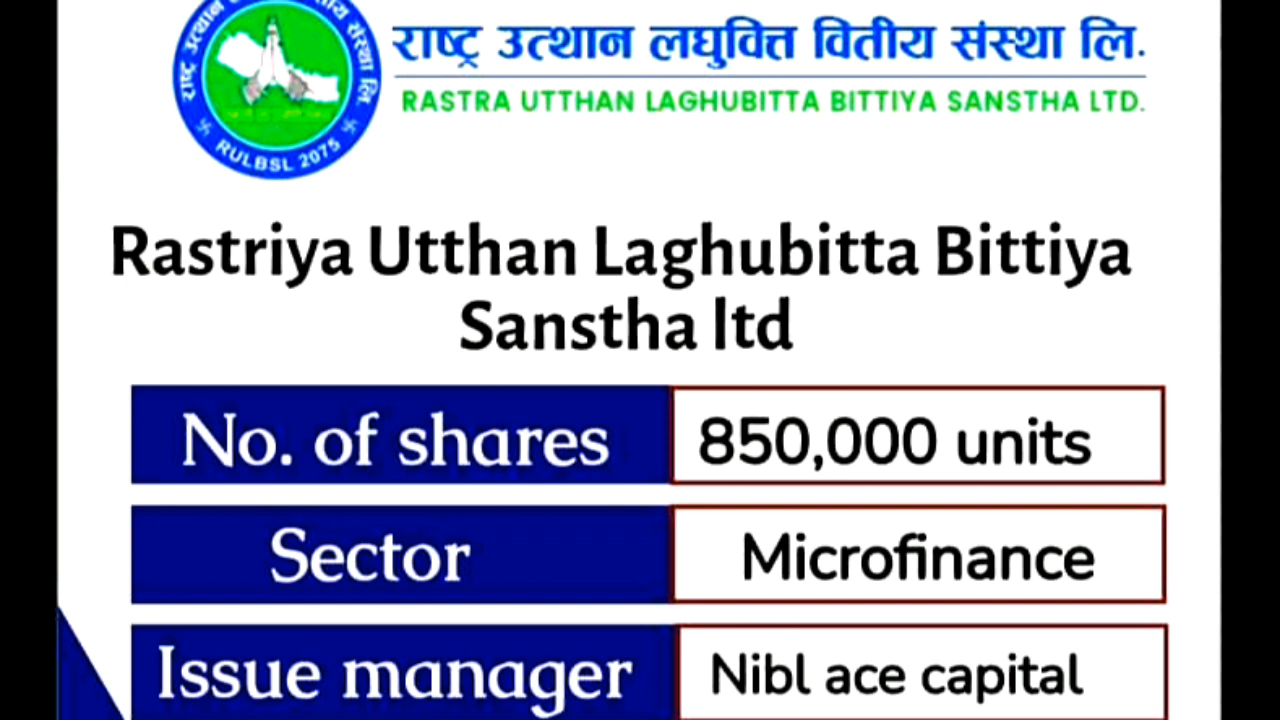 राष्ट्र उत्थान लघुवित्त वितीय संस्था लि.
RASTRA UTTHAN LAGHUBITTA BITTIYA SANSTHA LTD.
RULBSL 2075
Rastriya Utthan Laghubitta Bittiya
Sanstha ltd
No. of shares 850,000 units
Sector Microfinance
Issue manager Nibl ace capital